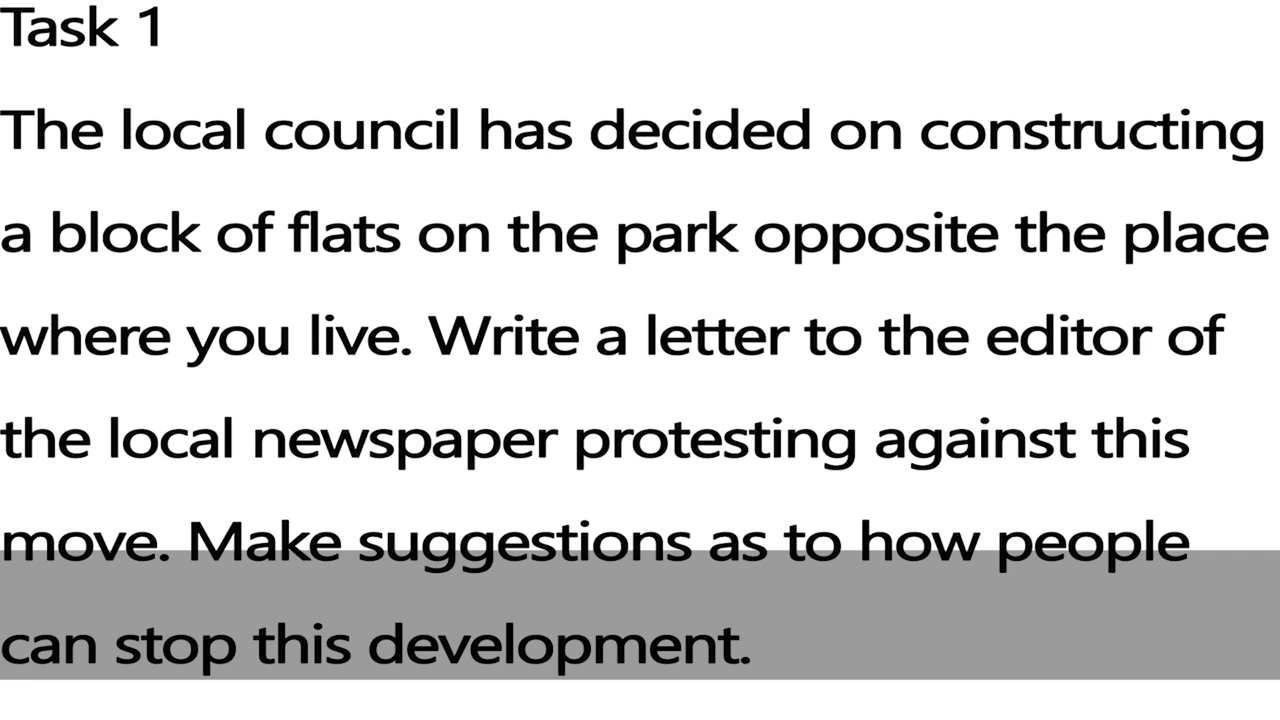 Task 1
The local council has decided on constructing
a block of flats on the park opposite the place
where you live. Write a letter to the editor of
the local newspaper protesting against this
move. Make suggestions as to how people
can stop this development.